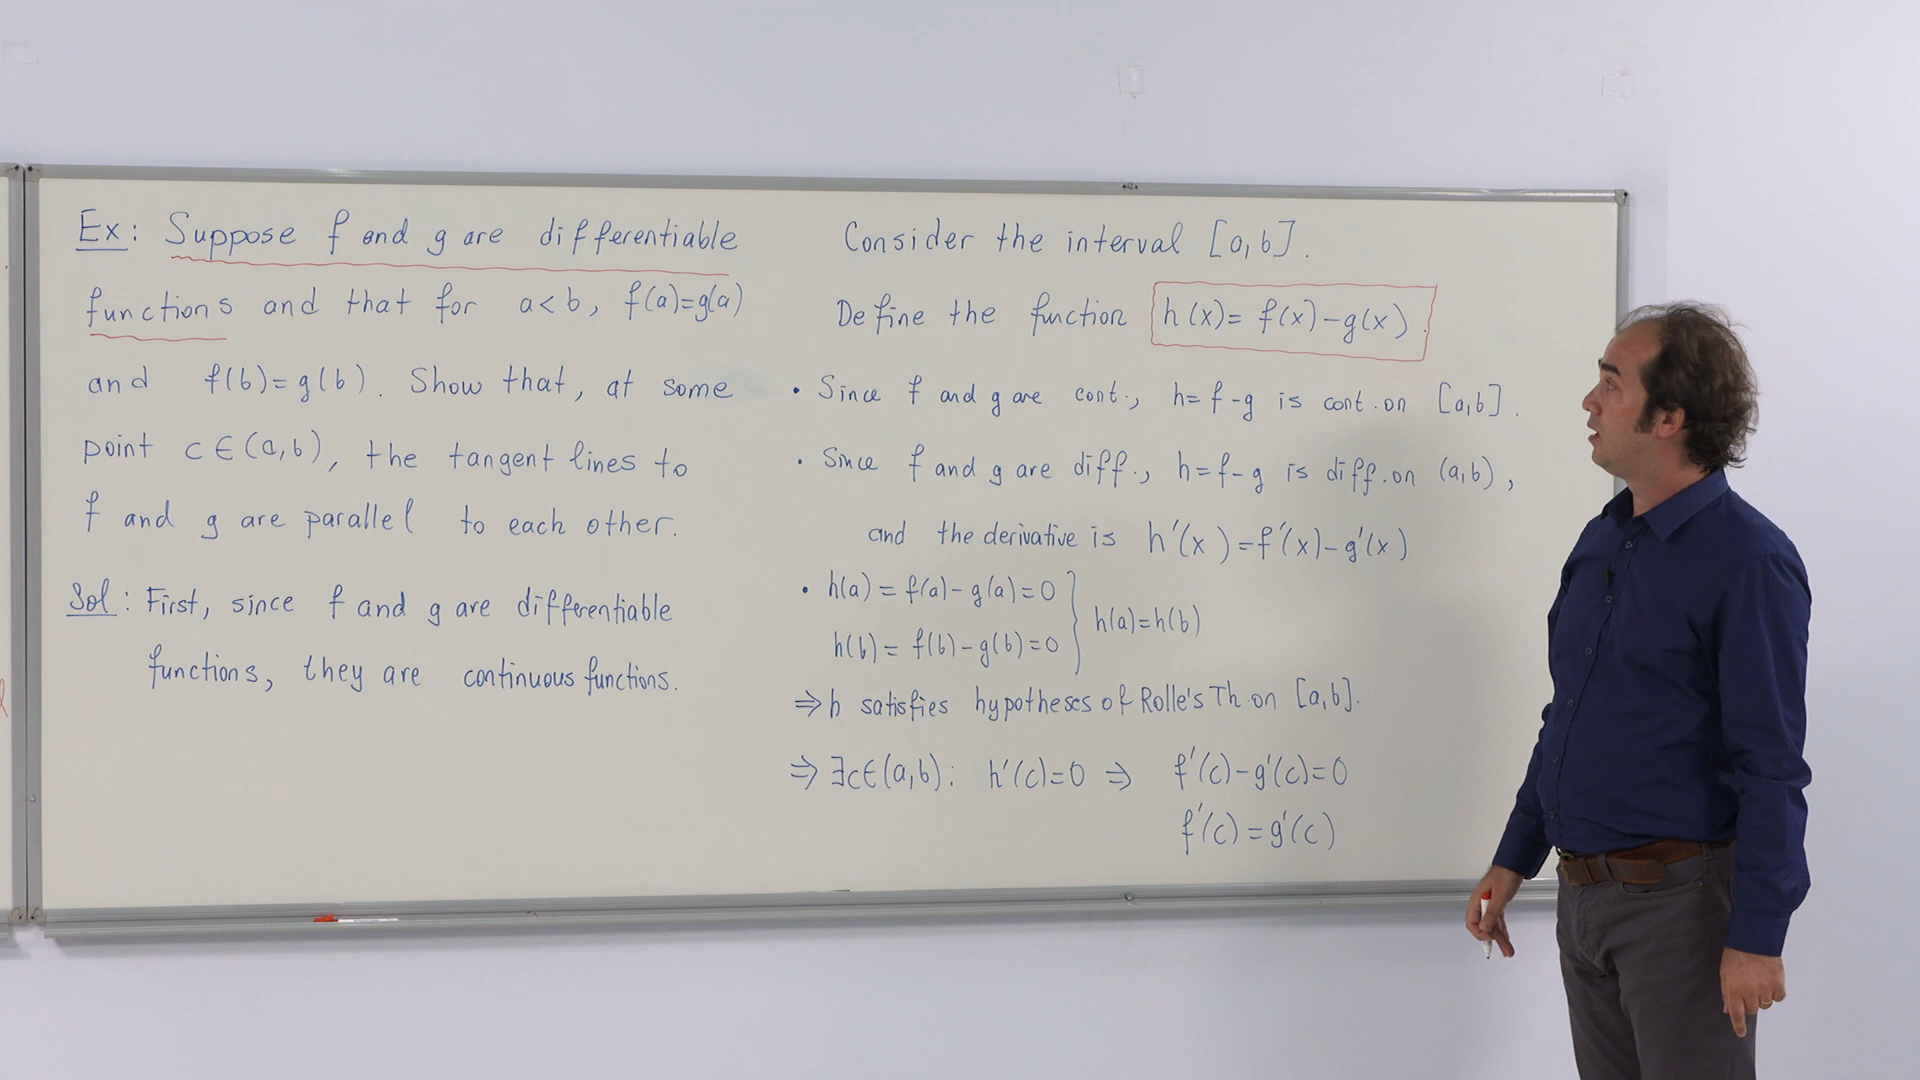 Ex: Suppose f and g are differentiable
functions and that for a<b, f(a)=g(a)
and f(b)=g(b). Show that, at some
point c∈(a,b), the tangent lines to
f and g are parallel to each other.
Sol: First, since f and g are differentiable
functions, they are continuous functions.
Consider the interval [a,b].
Define the function h(x)= f(x)-g(x).
• Since f and g are cont., h=f-g is cont. on [a,b].
• Since f and g are diff., h=f-g is diff. on (a,b),
and the derivative is h'(x)=f'(x)-g'(x)
• h(a)=f(a)-g(a)=0
h(b)=f(b)-g(b)=0 } h(a)=h(b)
⇒ h satisfies hypotheses of Rolle's Th. on [a,b].
⇒ ∃c∈(a,b): h'(c)=0 ⇒ f'(c)-g'(c)=0
f'(c)=g'(c)